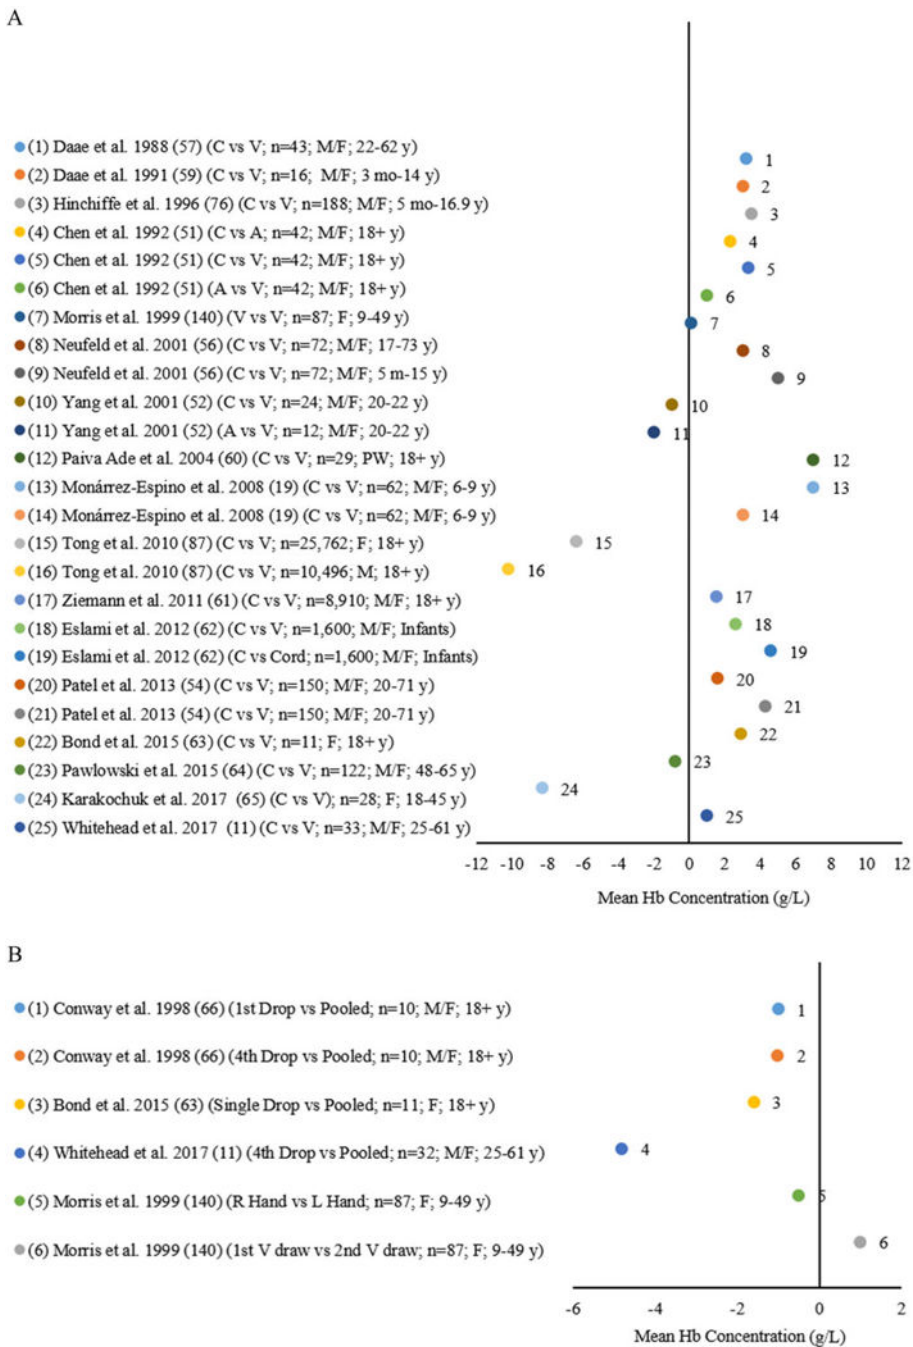 A
(1) Daae et al. 1988 (57) (C vs V; n=43; M/F; 22-62 y) 1
(2) Daae et al. 1991 (59) (C vs V; n=16; M/F; 3 mo-14 y) 2
(3) Hinchiffe et al. 1996 (76) (C vs V; n=188; M/F; 5 mo-16.9 y) 3
(4) Chen et al. 1992 (51) (C vs A; n=42; M/F; 18+ y) 4
(5) Chen et al. 1992 (51) (C vs V; n=42; M/F; 18+ y) 5
(6) Chen et al. 1992 (51) (A vs V; n=42; M/F; 18+ y) 6
(7) Morris et al. 1999 (140) (V vs V; n=87; F; 9-49 y) 7
(8) Neufeld et al. 2001 (56) (C vs V; n=72; M/F; 17-73 y) 8
(9) Neufeld et al. 2001 (56) (C vs V; n=72; M/F; 5 m-15 y) 9
(10) Yang et al. 2001 (52) (C vs V; n=24; M/F; 20-22 y) 10
(11) Yang et al. 2001 (52) (A vs V; n=12; M/F; 20-22 y) 11
(12) Paiva Ade et al. 2004 (60) (C vs V; n=29; PW; 18+ y) 12
(13) Monárrez-Espino et al. 2008 (19) (C vs V; n=62; M/F; 6-9 y) 13
(14) Monárrez-Espino et al. 2008 (19) (C vs V; n=62; M/F; 6-9 y) 14
(15) Tong et al. 2010 (87) (C vs V; n=25,762; F; 18+ y) 15
(16) Tong et al. 2010 (87) (C vs V; n=10,496; M; 18+ y) 16
(17) Ziemann et al. 2011 (61) (C vs V; n=8,910; M/F; 18+ y) 17
(18) Eslami et al. 2012 (62) (C vs V; n=1,600; M/F; Infants) 18
(19) Eslami et al. 2012 (62) (C vs Cord; n=1,600; M/F; Infants) 19
(20) Patel et al. 2013 (54) (C vs V; n=150; M/F; 20-71 y) 20
(21) Patel et al. 2013 (54) (C vs V; n=150; M/F; 20-71 y) 21
(22) Bond et al. 2015 (63) (C vs V; n=11; F; 18+ y) 22
(23) Pawlowski et al. 2015 (64) (C vs V; n=122; M/F; 48-65 y) 23
(24) Karakochuk et al. 2017 (65) (C vs V); n=28; F; 18-45 y) 24
(25) Whitehead et al. 2017 (11) (C vs V; n=33; M/F; 25-61 y) 25
-12 -10 -8 -6 -4 -2 0 2 4 6 8 10 12
Mean Hb Concentration (g/L)
B
(1) Conway et al. 1998 (66) (1st Drop vs Pooled; n=10; M/F; 18+ y) 1
(2) Conway et al. 1998 (66) (4th Drop vs Pooled; n=10; M/F; 18+ y) 2
(3) Bond et al. 2015 (63) (Single Drop vs Pooled; n=11; F; 18+ y) 3
(4) Whitehead et al. 2017 (11) (4th Drop vs Pooled; n=32; M/F; 25-61 y) 4
(5) Morris et al. 1999 (140) (R Hand vs L Hand; n=87; F; 9-49 y) 5
(6) Morris et al. 1999 (140) (1st V draw vs 2nd V draw; n=87; F; 9-49 y) 6
-6 -4 -2 0 2
Mean Hb Concentration (g/L)